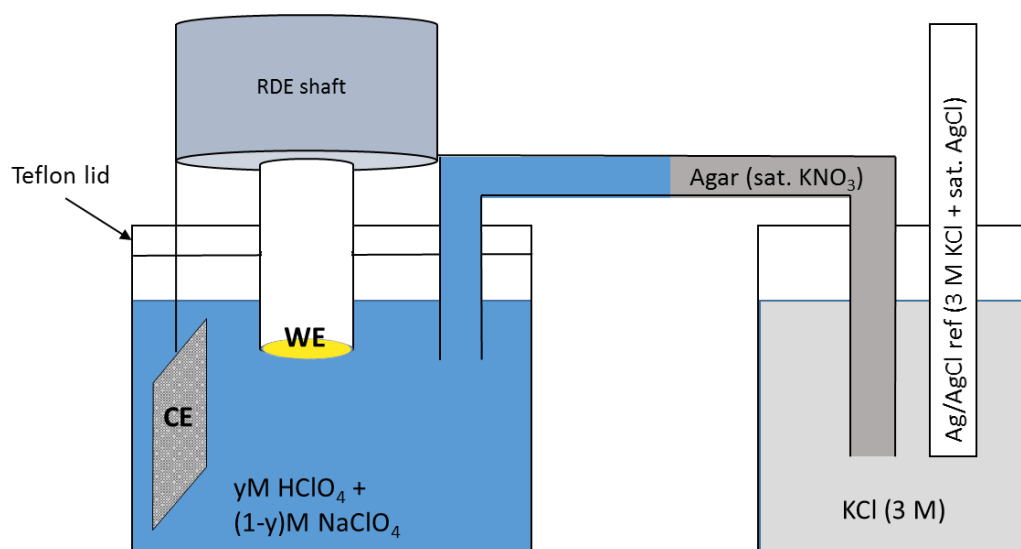 RDE shaft
Teflon lid
Agar (sat. KNO₃)
Ag/AgCl ref (3 M KCl + sat. AgCl)
WE
CE
yM HClO₄ +
(1-y)M NaClO₄
KCl (3 M)